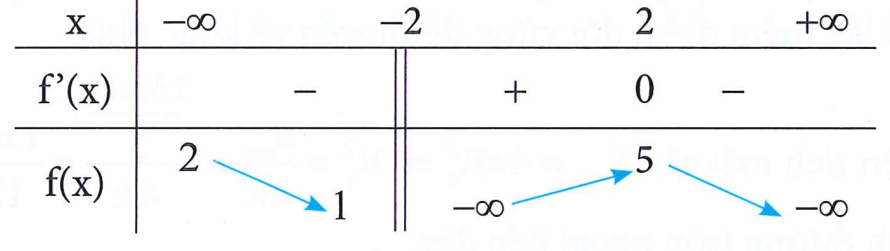 x −∞ −2 2 +∞
f’(x) − + 0 −
2 5
f(x) 1 −∞ −∞